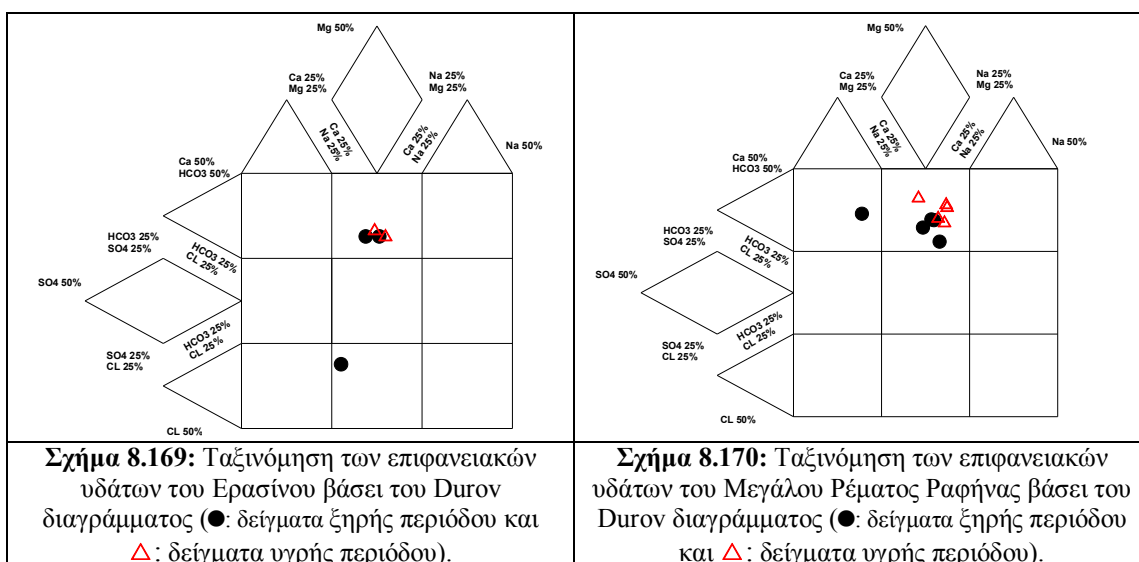 Mg 50%
Ca 25%
Mg 25%
Na 25%
Mg 25%
Ca 25%
Na 25%
Ca 25%
Na 25%
Na 50%
Ca 50%
HCO3 50%
HCO3 25%
SO4 25%
HCO3 25%
CL 25%
SO4 50%
HCO3 25%
CL 25%
SO4 25%
CL 25%
CL 50%
Σχήμα 8.169: Ταξινόμηση των επιφανειακών
υδάτων του Ερασίνου βάσει του Durov
διαγράμματος (●: δείγματα ξηρής περιόδου και
△: δείγματα υγρής περιόδου).
Mg 50%
Ca 25%
Mg 25%
Na 25%
Mg 25%
Ca 25%
Na 25%
Ca 25%
Na 25%
Na 50%
Ca 50%
HCO3 50%
HCO3 25%
SO4 25%
HCO3 25%
CL 25%
SO4 50%
HCO3 25%
CL 25%
SO4 25%
CL 25%
CL 50%
Σχήμα 8.170: Ταξινόμηση των επιφανειακών
υδάτων του Μεγάλου Ρέματος Ραφήνας βάσει του
Durov διαγράμματος (●: δείγματα ξηρής περιόδου
και △: δείγματα υγρής περιόδου).